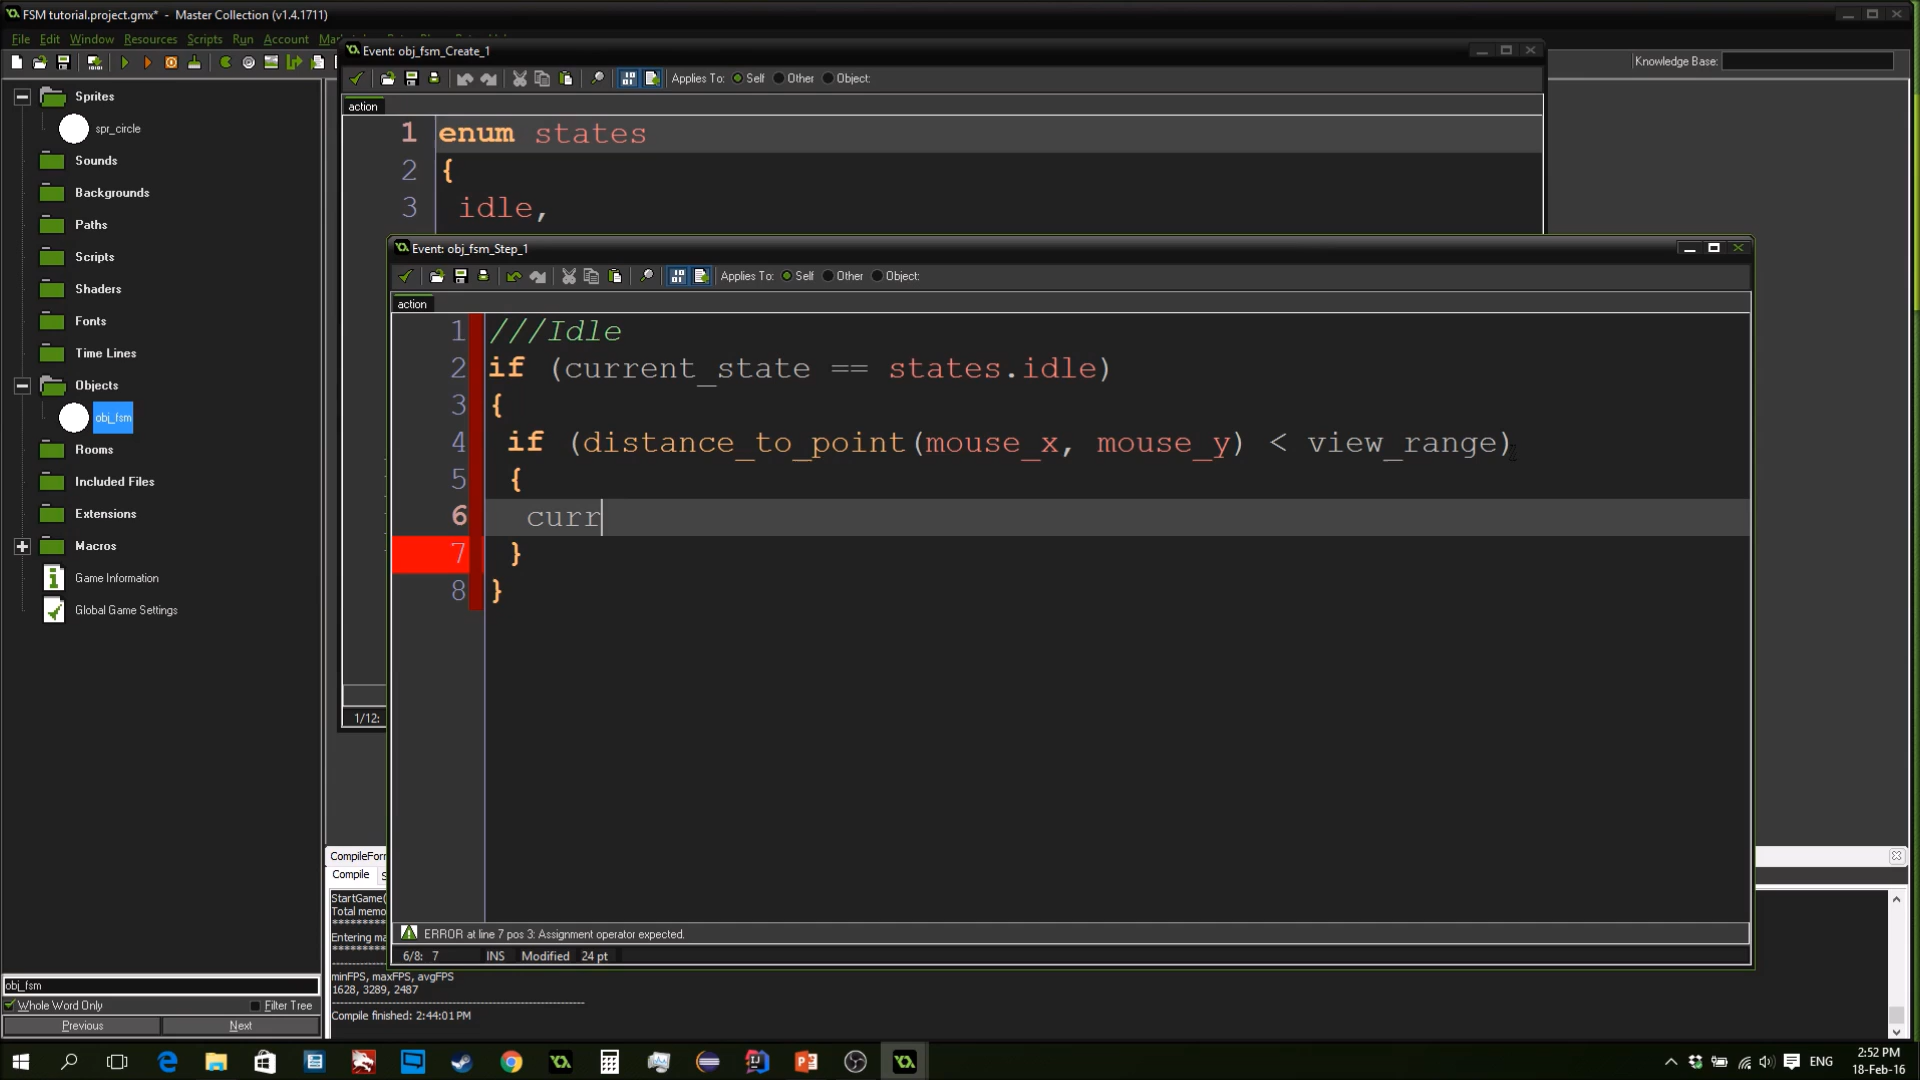 FSM tutorial.project.gmx* - Master Collection (v1.4.1711)
File Edit Window Resources Scripts Run Account
Event: obj_fsm_Create_1
Knowledge Base:
Applies To: Self Other Object:
action
1 enum states
2 {
3 idle,
Sprites
spr_circle
Sounds
Backgrounds
Paths
Scripts
Shaders
Fonts
Time Lines
Objects
obj_fsm
Rooms
Included Files
Extensions
Macros
Game Information
Global Game Settings
Event: obj_fsm_Step_1
Applies To: Self Other Object:
action
1 ///Idle
2 if (current_state == states.idle)
3 {
4 if (distance_to_point(mouse_x, mouse_y) < view_range)
5 {
6 curr
7 }
8 }
1/12:
ERROR at line 7 pos 3: Assignment operator expected.
6/8: 7 INS Modified 24 pt
Compile
StartGame(
Total memo
Entering ma
minFPS, maxFPS, avgFPS
1628, 3289, 2487
Compile finished: 2:44:01 PM
obj_fsm
Whole Word Only Filter Tree
Previous Next
ENG
2:52 PM
18-Feb-16